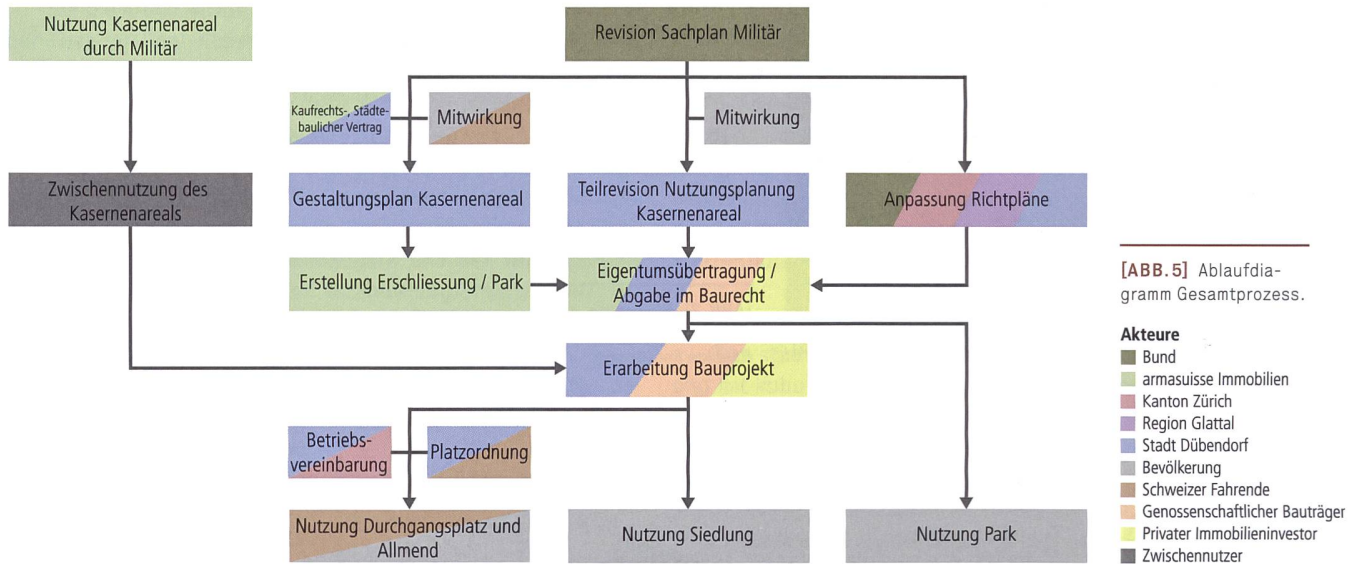 Nutzung Kasernenareal
durch Militär
Revision Sachplan Militär
Kaufrechts-, Städte-
baulicher Vertrag
Mitwirkung
Mitwirkung
Zwischennutzung des
Kasernenareals
Gestaltungsplan Kasernenareal
Teilrevision Nutzungsplanung
Kasernenareal
Anpassung Richtpläne
Erstellung Erschliessung / Park
Eigentumsübertragung /
Abgabe im Baurecht
Erarbeitung Bauprojekt
Betriebs-
vereinbarung
Platzordnung
Nutzung Durchgangsplatz und
Allmend
Nutzung Siedlung
Nutzung Park
[ABB.5] Ablaufdia-
gramm Gesamtprozess.
Akteure
Bund
armasuisse Immobilien
Kanton Zürich
Region Glattal
Stadt Dübendorf
Bevölkerung
Schweizer Fahrende
Genossenschaftlicher Bauträger
Privater Immobilieninvestor
Zwischennutzer